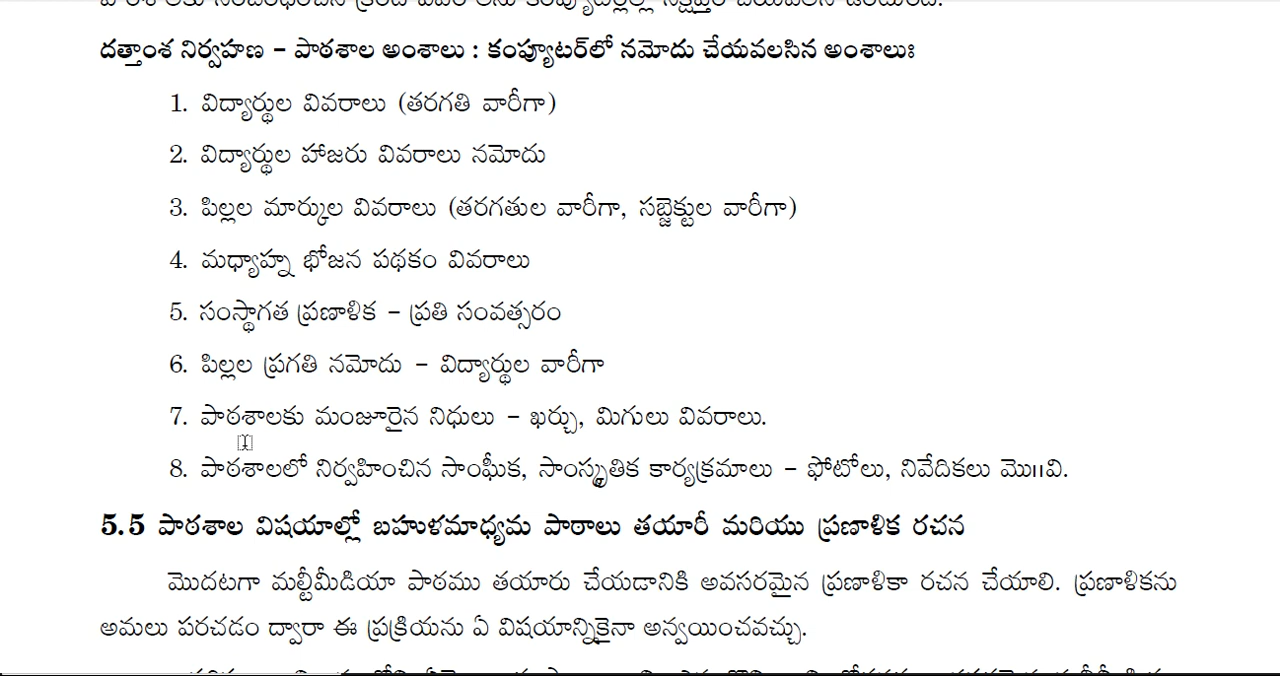 దత్తాంశ నిర్వహణ – పాఠశాల అంశాలు : కంప్యూటర్‌లో నమోదు చేయవలసిన అంశాలుః
1. విద్యార్థుల వివరాలు (తరగతి వారీగా)
2. విద్యార్థుల హాజరు వివరాలు నమోదు
3. పిల్లల మార్కుల వివరాలు (తరగతుల వారీగా, సబ్జెక్టుల వారీగా)
4. మధ్యాహ్న భోజన పథకం వివరాలు
5. సంస్థాగత ప్రణాళిక – ప్రతి సంవత్సరం
6. పిల్లల ప్రగతి నమోదు – విద్యార్థుల వారీగా
7. పాఠశాలకు మంజూరైన నిధులు – ఖర్చు, మిగులు వివరాలు.
8. పాఠశాలలో నిర్వహించిన సాంఘీక, సాంస్కృతిక కార్యక్రమాలు – ఫోటోలు, నివేదికలు మొ॥వి.
5.5 పాఠశాల విషయాల్లో బహుళమాధ్యమ పాఠాలు తయారీ మరియు ప్రణాళిక రచన
మొదటగా మల్టీమీడియా పాఠము తయారు చేయడానికి అవసరమైన ప్రణాళికా రచన చేయాలి. ప్రణాళికను
అమలు పరచడం ద్వారా ఈ ప్రక్రియను ఏ విషయాన్నికైనా అన్వయించవచ్చు.